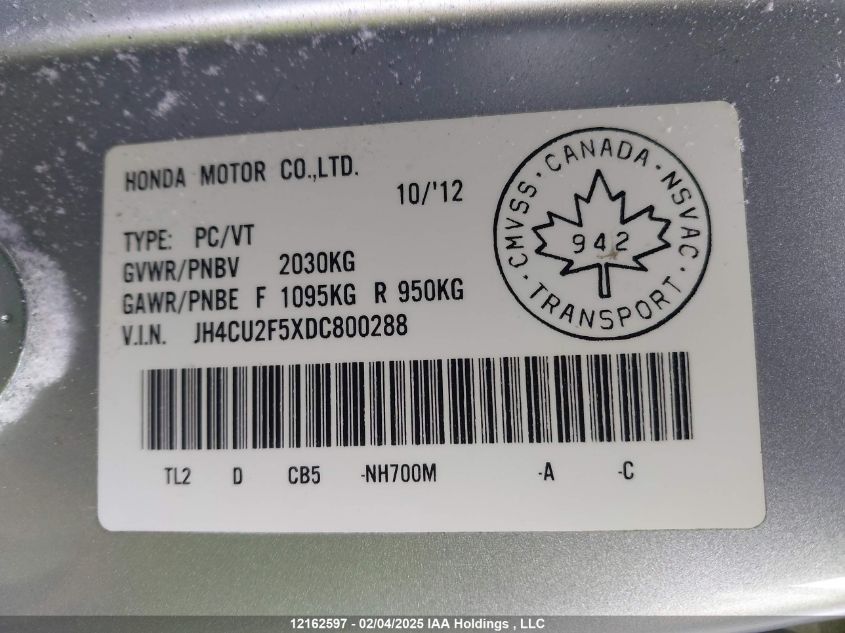 HONDA MOTOR CO.,LTD.
10/'12
CMVSS · CANADA · NSVAC · TRANSPORT ·
942
TYPE: PC/VT
GVWR/PNBV 2030KG
GAWR/PNBE F 1095KG R 950KG
V.I.N. JH4CU2F5XDC800288
TL2 D CB5 -NH700M -A -C
12162597 - 02/04/2025 IAA Holdings , LLC